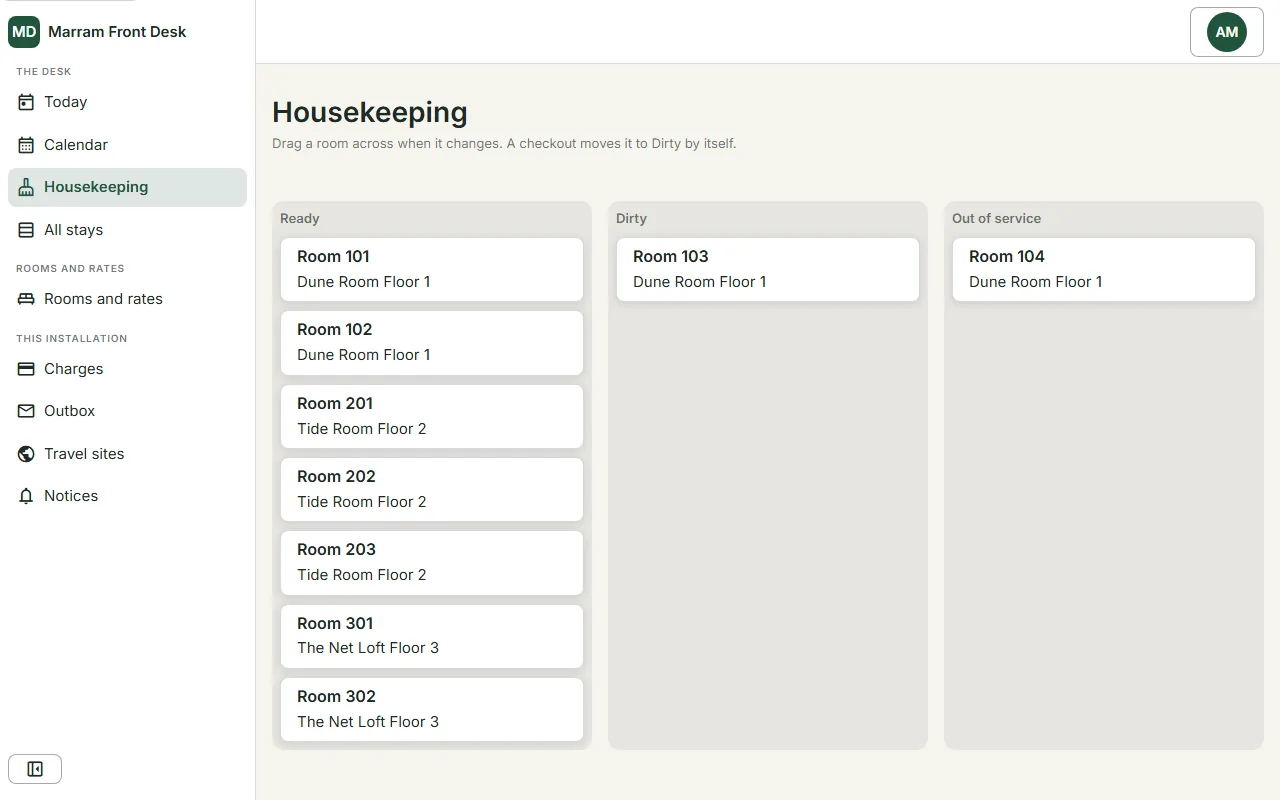 MD Marram Front Desk
THE DESK
Today
Calendar
Housekeeping
All stays
ROOMS AND RATES
Rooms and rates
THIS INSTALLATION
Charges
Outbox
Travel sites
Notices
AM
Housekeeping
Drag a room across when it changes. A checkout moves it to Dirty by itself.
Ready
Room 101
Dune Room Floor 1
Room 102
Dune Room Floor 1
Room 201
Tide Room Floor 2
Room 202
Tide Room Floor 2
Room 203
Tide Room Floor 2
Room 301
The Net Loft Floor 3
Room 302
The Net Loft Floor 3
Dirty
Room 103
Dune Room Floor 1
Out of service
Room 104
Dune Room Floor 1